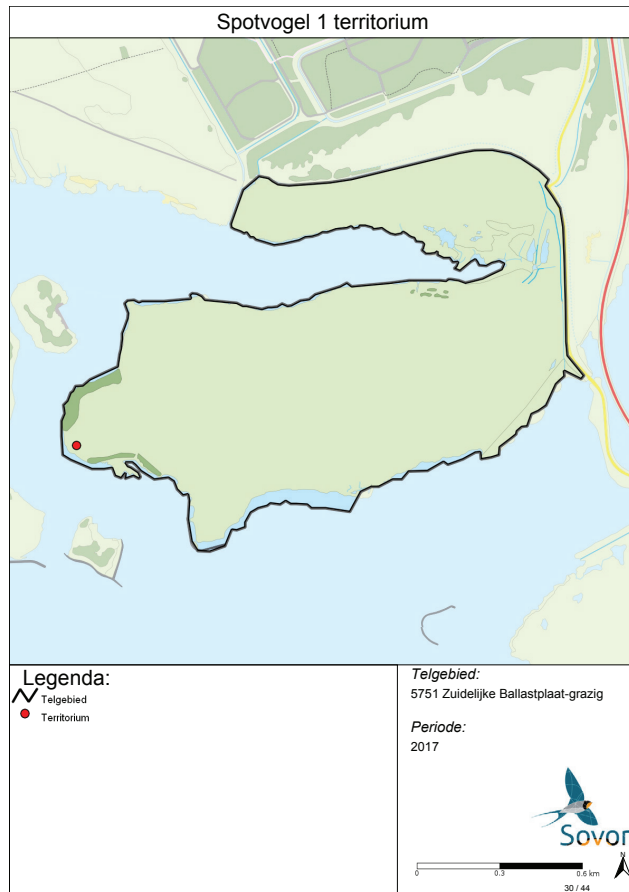 Spotvogel 1 territorium
Legenda:
Telgebied
Territorium
Telgebied:
5751 Zuidelijke Ballastplaat-grazig
Periode:
2017
Sovon
N
0 0.3 0.6 km
30 / 44